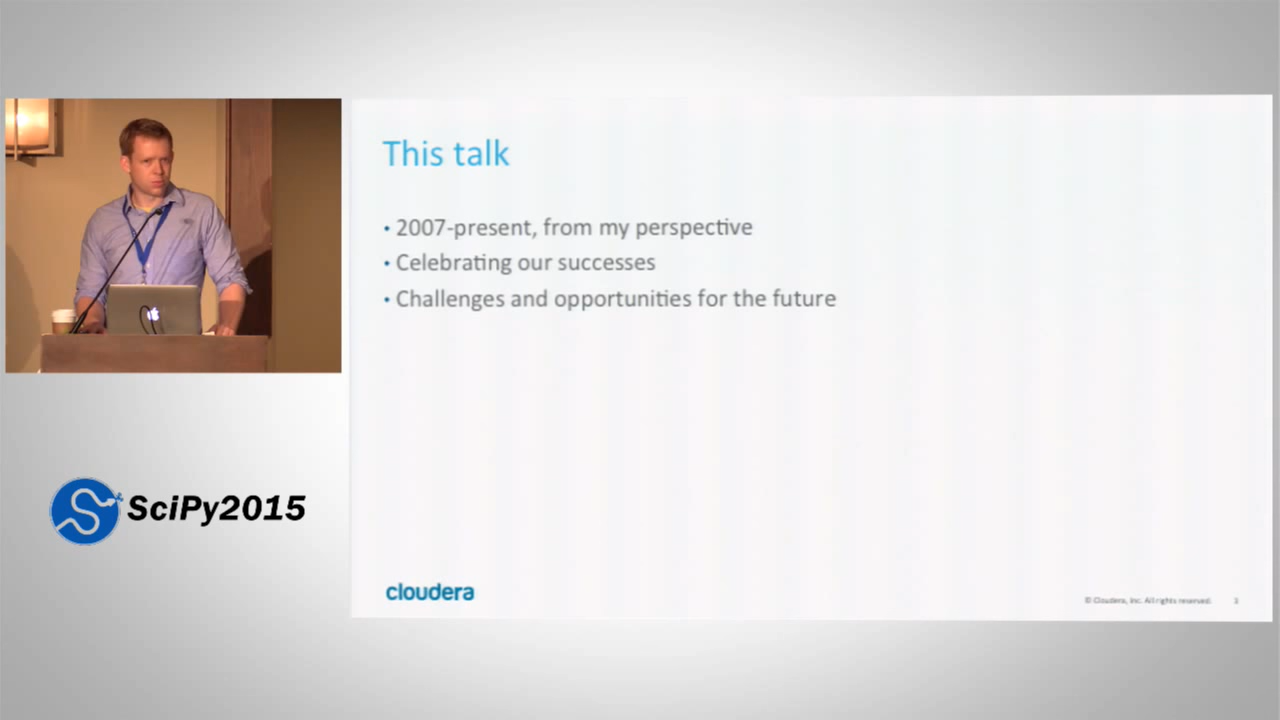 This talk
• 2007-present, from my perspective
• Celebrating our successes
• Challenges and opportunities for the future
SciPy2015
cloudera
© Cloudera, Inc. All rights reserved.
3